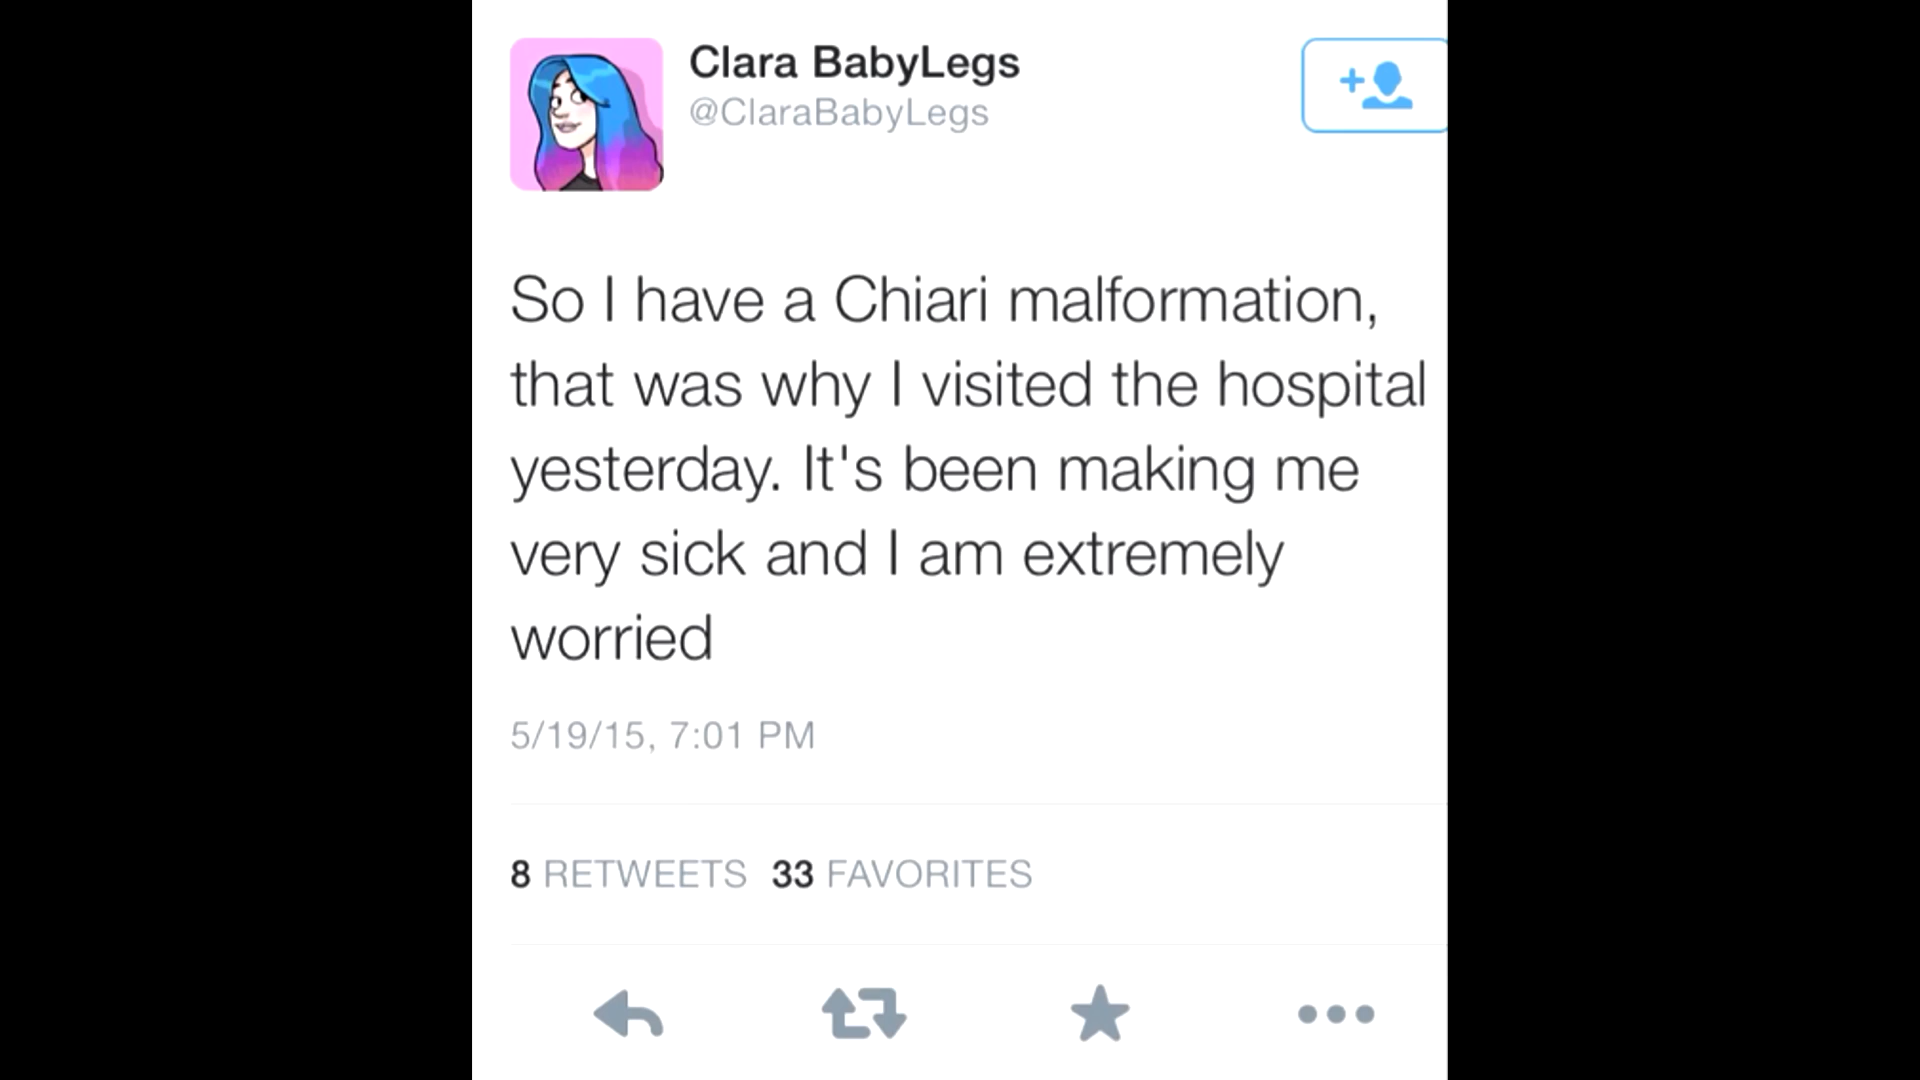 Clara BabyLegs
@ClaraBabyLegs
So I have a Chiari malformation,
that was why I visited the hospital
yesterday. It's been making me
very sick and I am extremely
worried
5/19/15, 7:01 PM
8 RETWEETS 33 FAVORITES